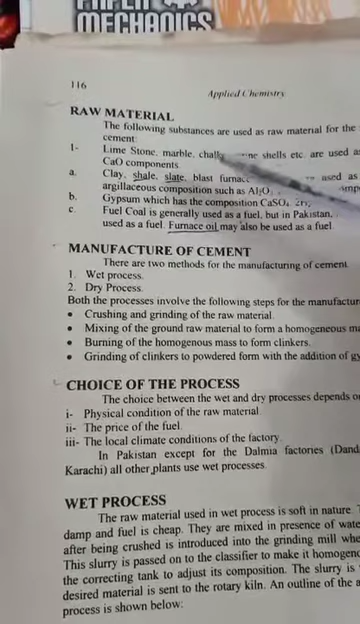 MECHANICS
116
Applied Chemistry
RAW MATERIAL
The following substances are used as raw material for the
cement:
1- Lime Stone, marble, chalk, shells etc. are used as
CaO components.
a. Clay, shale, slate, blast furnac used as
argillaceous composition such as Al₂O
b. Gypsum which has the composition CaSO₄.
c. Fuel Coal is generally used as a fuel, but in Pakistan,
used as a fuel. Furnace oil may also be used as a fuel.
MANUFACTURE OF CEMENT
There are two methods for the manufacturing of cement.
1. Wet process.
2. Dry Process.
Both the processes involve the following steps for the manufactur
• Crushing and grinding of the raw material.
• Mixing of the ground raw material to form a homogeneous ma
• Burning of the homogenous mass to form clinkers.
• Grinding of clinkers to powdered form with the addition of gy
CHOICE OF THE PROCESS
The choice between the wet and dry processes depends o
i- Physical condition of the raw material
ii- The price of the fuel.
iii- The local climate conditions of the factory.
In Pakistan except for the Dalmia factories (Dand
Karachi) all other plants use wet processes.
WET PROCESS
The raw material used in wet process is soft in nature.
damp and fuel is cheap. They are mixed in presence of wate
after being crushed is introduced into the grinding mill whe
This slurry is passed on to the classifier to make it homogen
the correcting tank to adjust its composition. The slurry is
desired material is sent to the rotary kiln. An outline of the a
process is shown below: